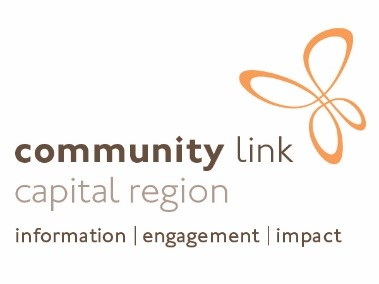 community link
capital region
information | engagement | impact